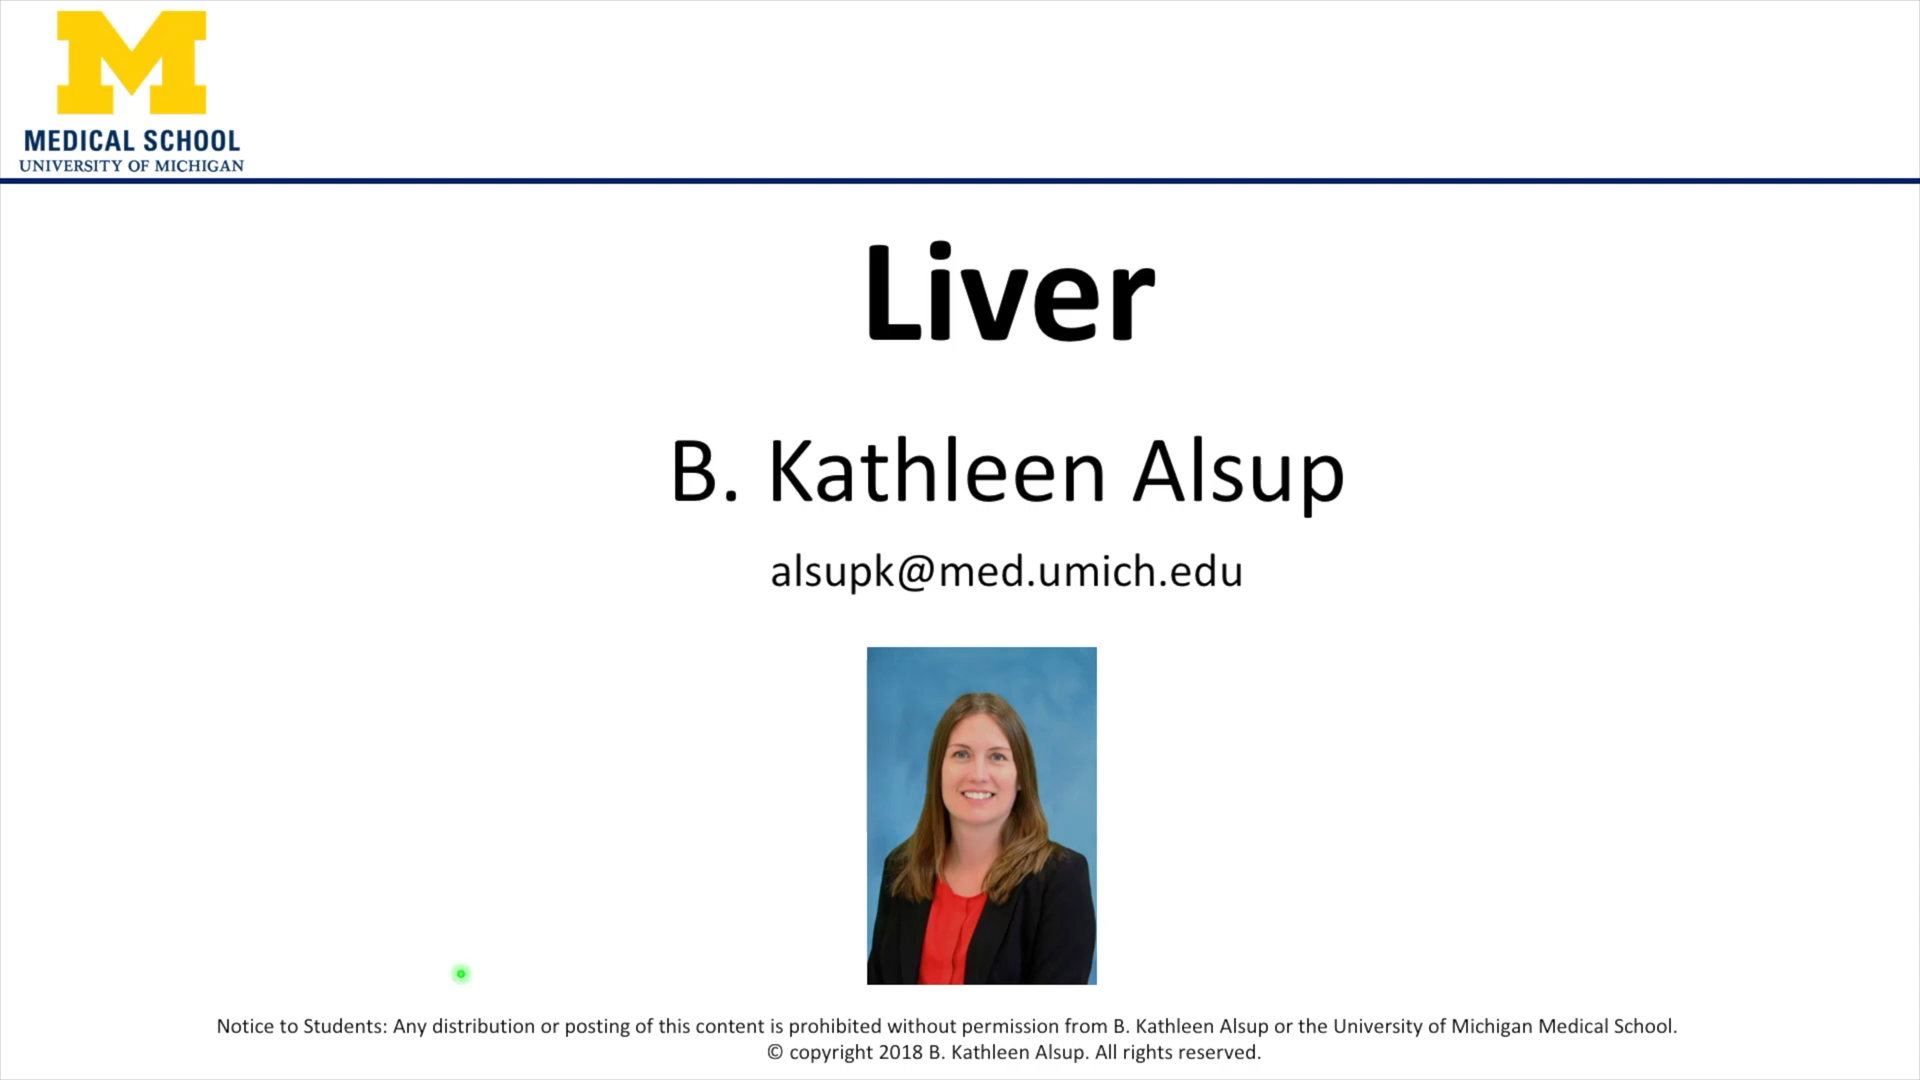 M
MEDICAL SCHOOL
UNIVERSITY OF MICHIGAN
Liver
B. Kathleen Alsup
alsupk@med.umich.edu
Notice to Students: Any distribution or posting of this content is prohibited without permission from B. Kathleen Alsup or the University of Michigan Medical School.
© copyright 2018 B. Kathleen Alsup. All rights reserved.